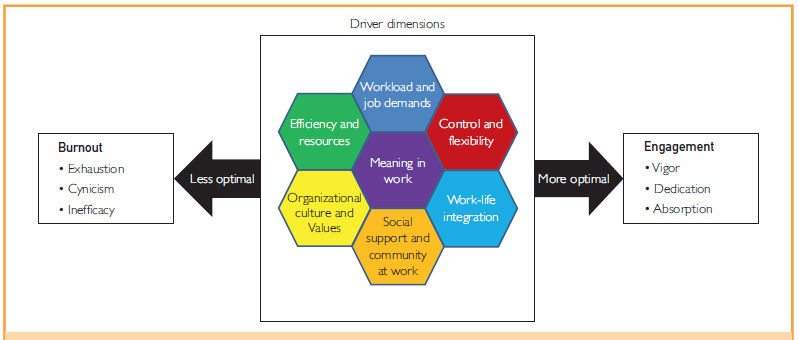 Driver dimensions
Workload and
job demands
Efficiency and
resources
Control and
flexibility
Meaning in
work
Organizational
culture and
Values
Work-life
integration
Social
support and
community
at work
Burnout
• Exhaustion
• Cynicism
• Inefficacy
Less optimal
More optimal
Engagement
• Vigor
• Dedication
• Absorption